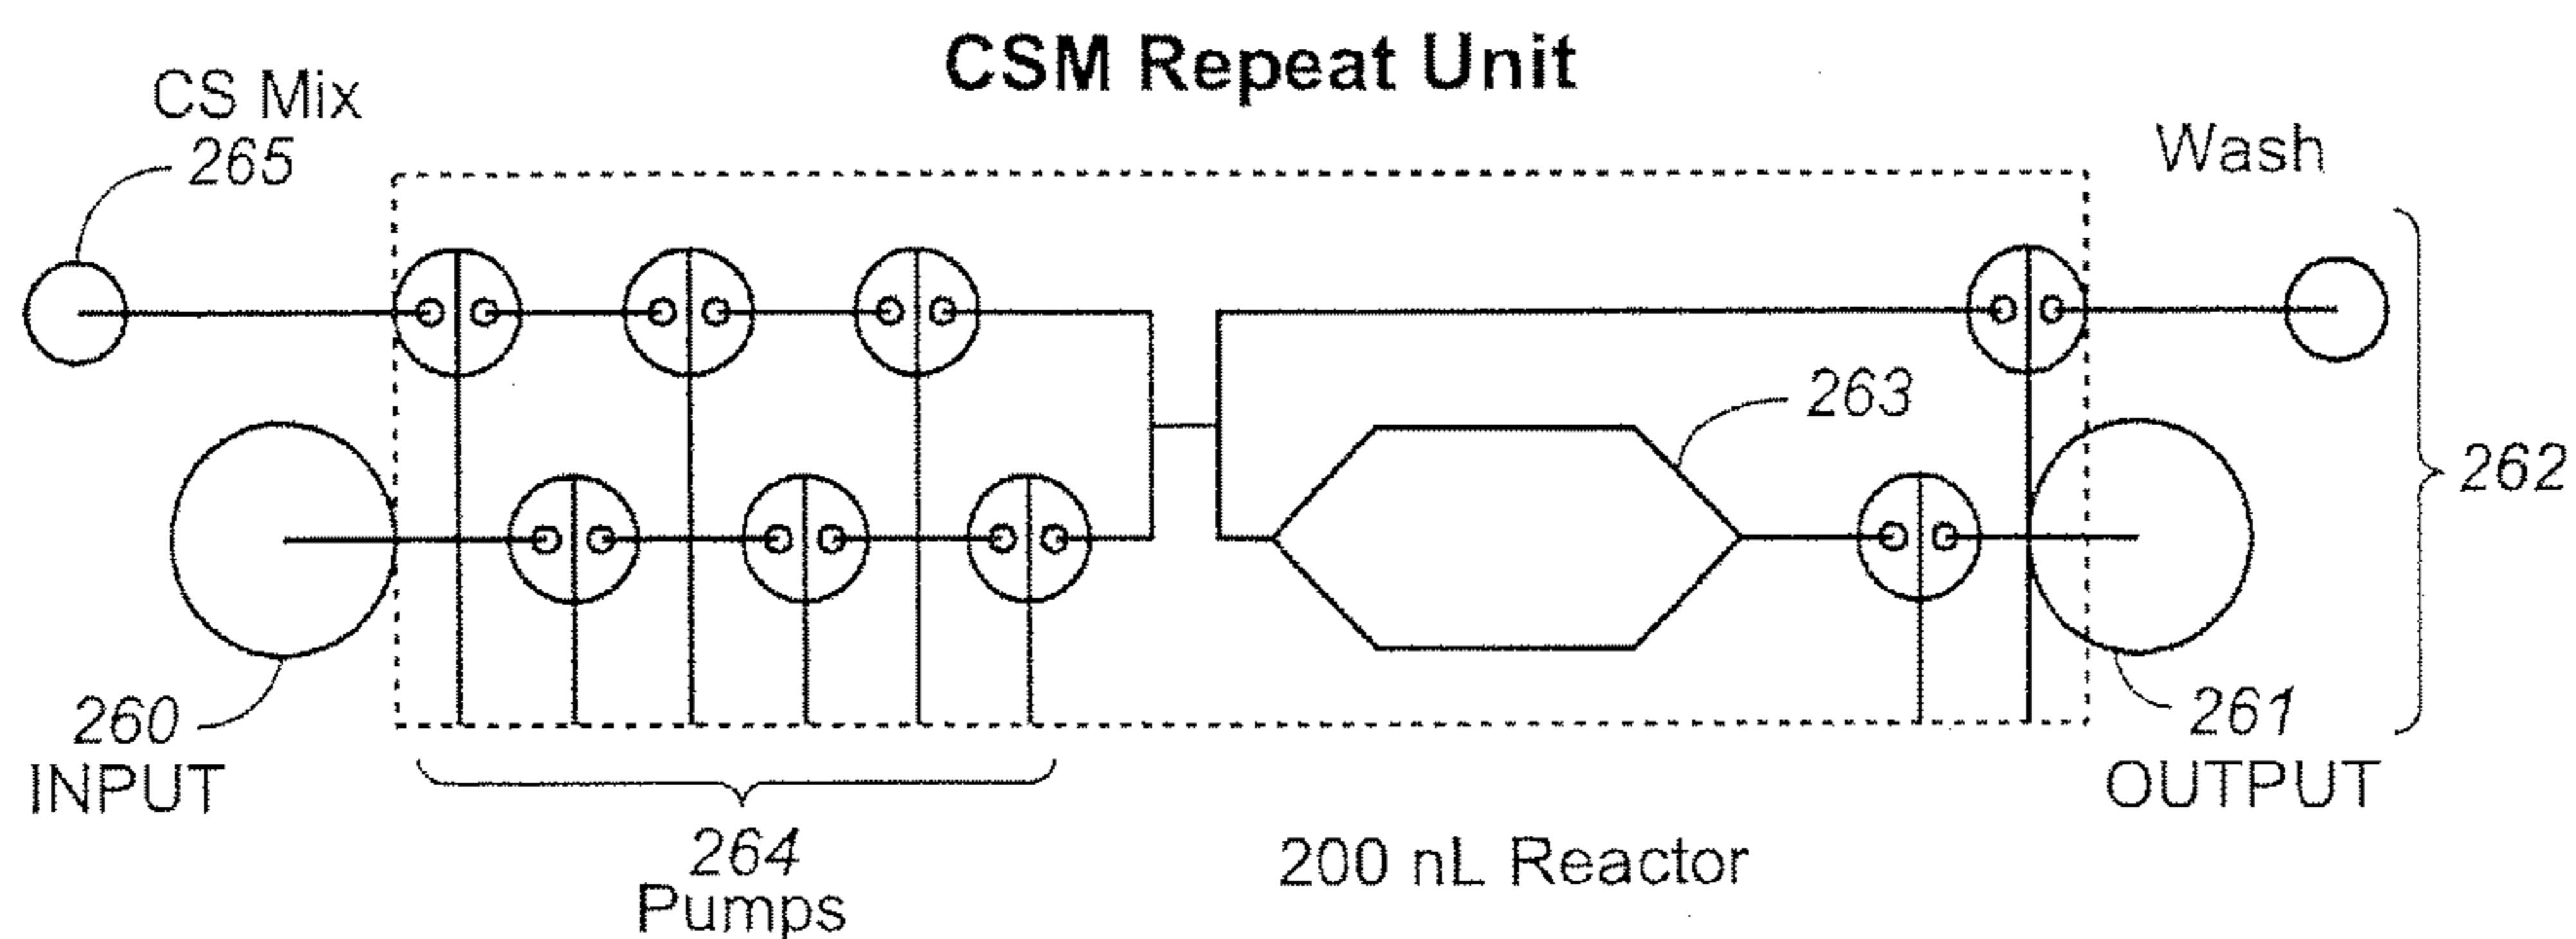 CSM Repeat Unit
CS Mix
265
Wash
263
262
260
INPUT
261
OUTPUT
264
Pumps
200 nL Reactor